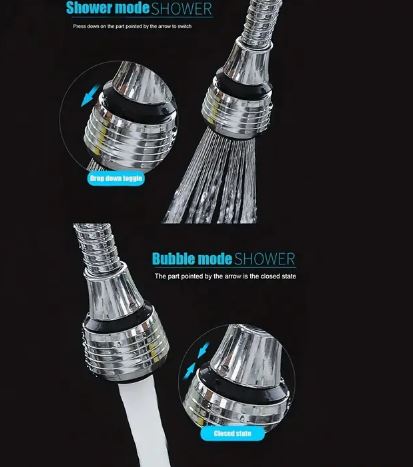 Shower mode SHOWER
Press down on the part pointed by the arrow to switch
Drop down toggle
Bubble mode SHOWER
The part pointed by the arrow is the closed state
Closed state